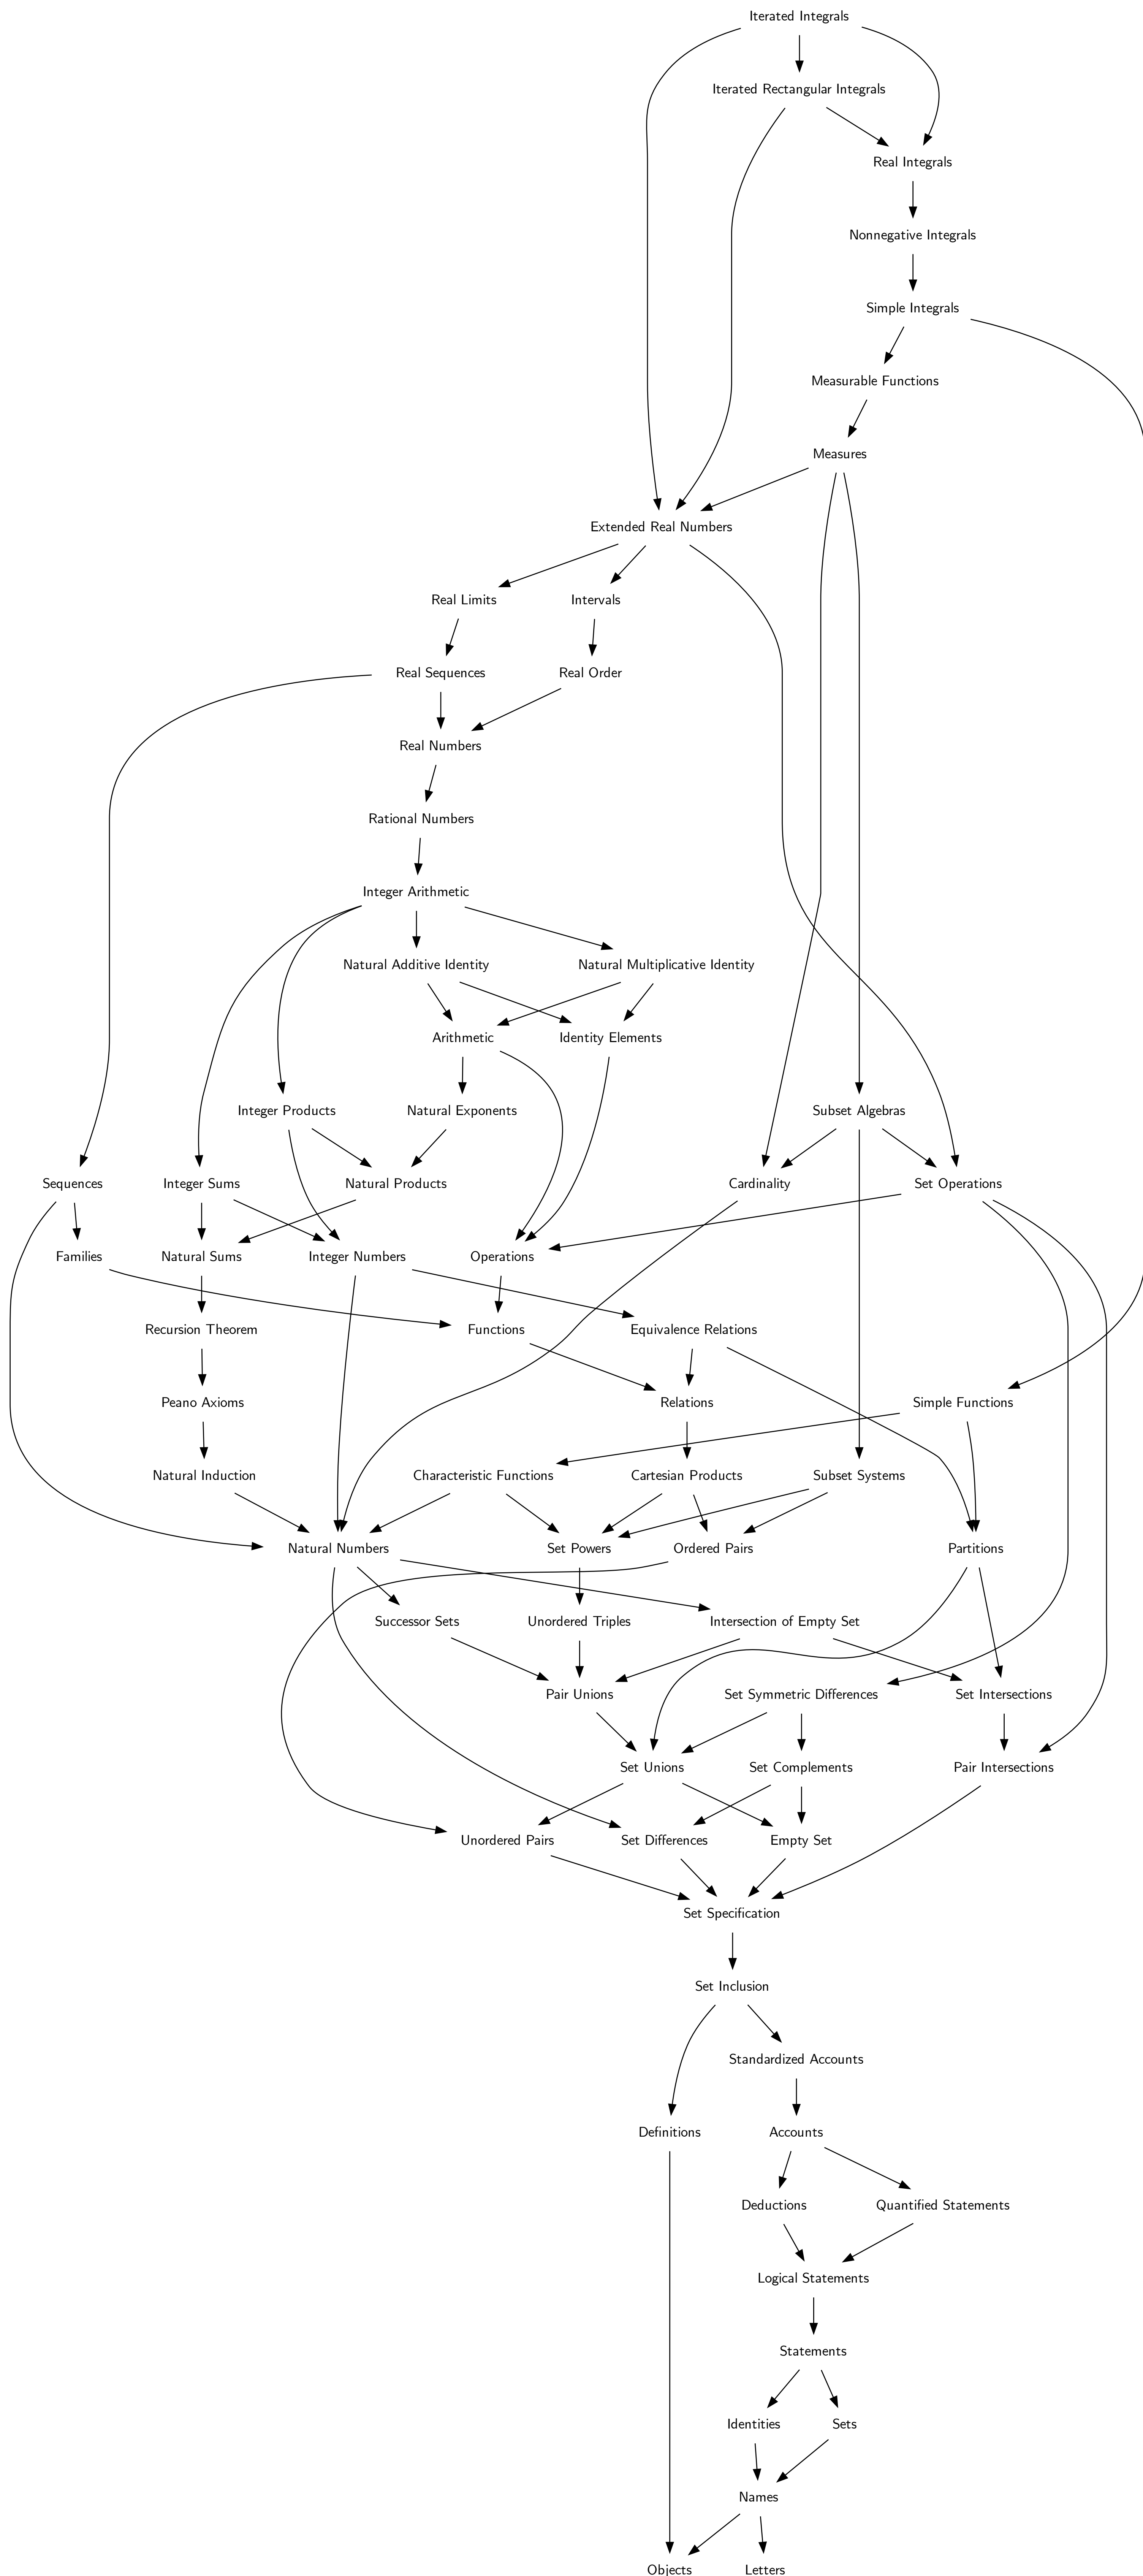 Iterated Integrals
Iterated Rectangular Integrals
Real Integrals
Nonnegative Integrals
Simple Integrals
Measurable Functions
Measures
Extended Real Numbers
Real Limits
Intervals
Real Sequences
Real Order
Real Numbers
Rational Numbers
Integer Arithmetic
Natural Additive Identity
Natural Multiplicative Identity
Arithmetic
Identity Elements
Integer Products
Natural Exponents
Subset Algebras
Sequences
Integer Sums
Natural Products
Cardinality
Set Operations
Families
Natural Sums
Integer Numbers
Operations
Recursion Theorem
Functions
Equivalence Relations
Peano Axioms
Relations
Simple Functions
Natural Induction
Characteristic Functions
Cartesian Products
Subset Systems
Natural Numbers
Set Powers
Ordered Pairs
Partitions
Successor Sets
Unordered Triples
Intersection of Empty Set
Pair Unions
Set Symmetric Differences
Set Intersections
Set Unions
Set Complements
Pair Intersections
Unordered Pairs
Set Differences
Empty Set
Set Specification
Set Inclusion
Standardized Accounts
Definitions
Accounts
Deductions
Quantified Statements
Logical Statements
Statements
Identities
Sets
Names
Objects
Letters